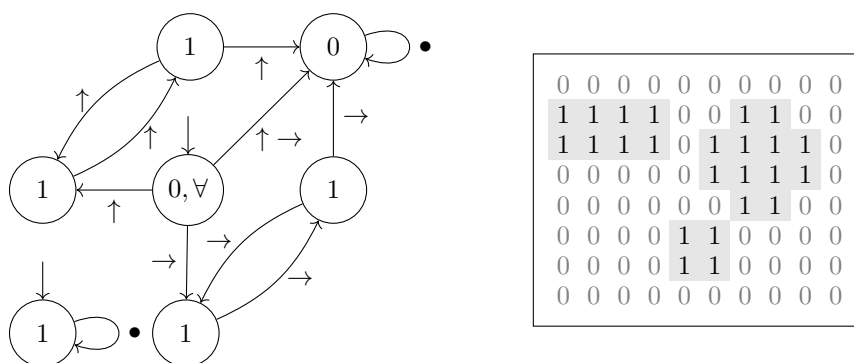 1 ↑ 0 •
↑ ↑
↑ → →
1 ↑ 0, ∀ 1
→ → →
1 • 1
0 0 0 0 0 0 0 0 0 0
1 1 1 1 0 0 1 1 0 0
1 1 1 1 0 1 1 1 1 0
0 0 0 0 0 1 1 1 1 0
0 0 0 0 0 0 1 1 0 0
0 0 0 0 1 1 0 0 0 0
0 0 0 0 1 1 0 0 0 0
0 0 0 0 0 0 0 0 0 0